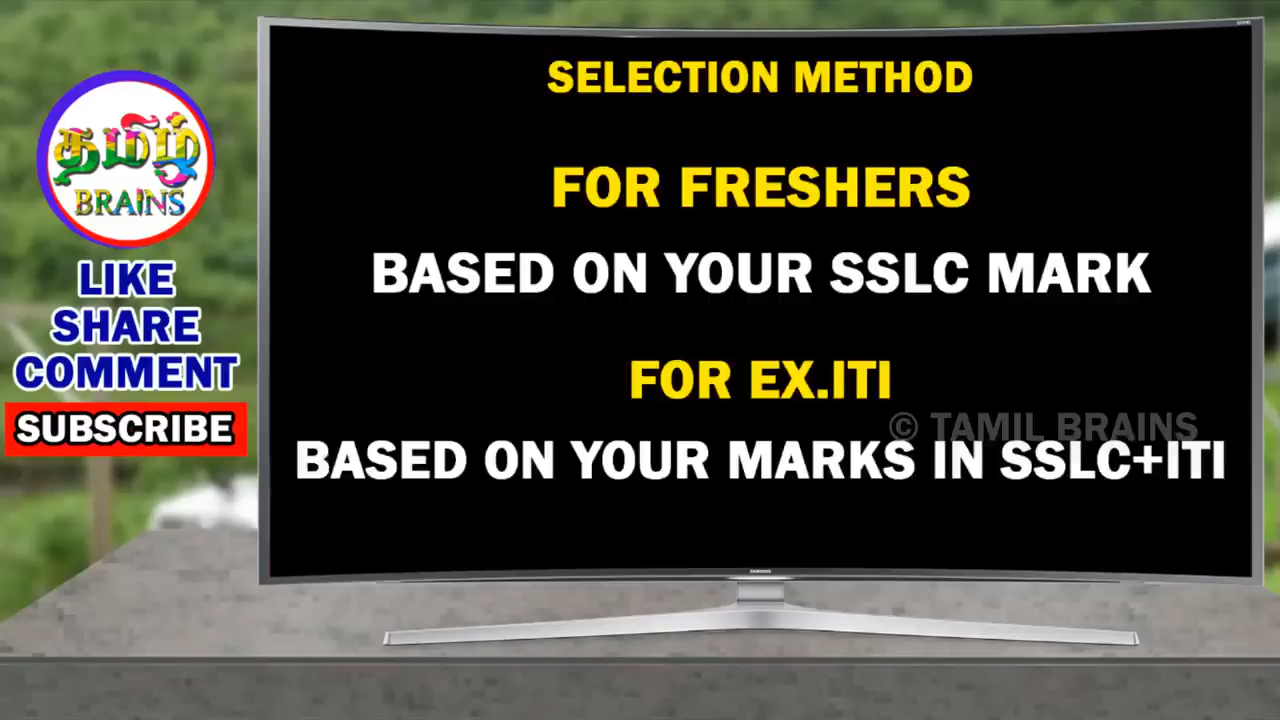 தமிழ்
BRAINS
LIKE
SHARE
COMMENT
SUBSCRIBE
SELECTION METHOD
FOR FRESHERS
BASED ON YOUR SSLC MARK
FOR EX.ITI
© TAMIL BRAINS
BASED ON YOUR MARKS IN SSLC+ITI
SAMSUNG